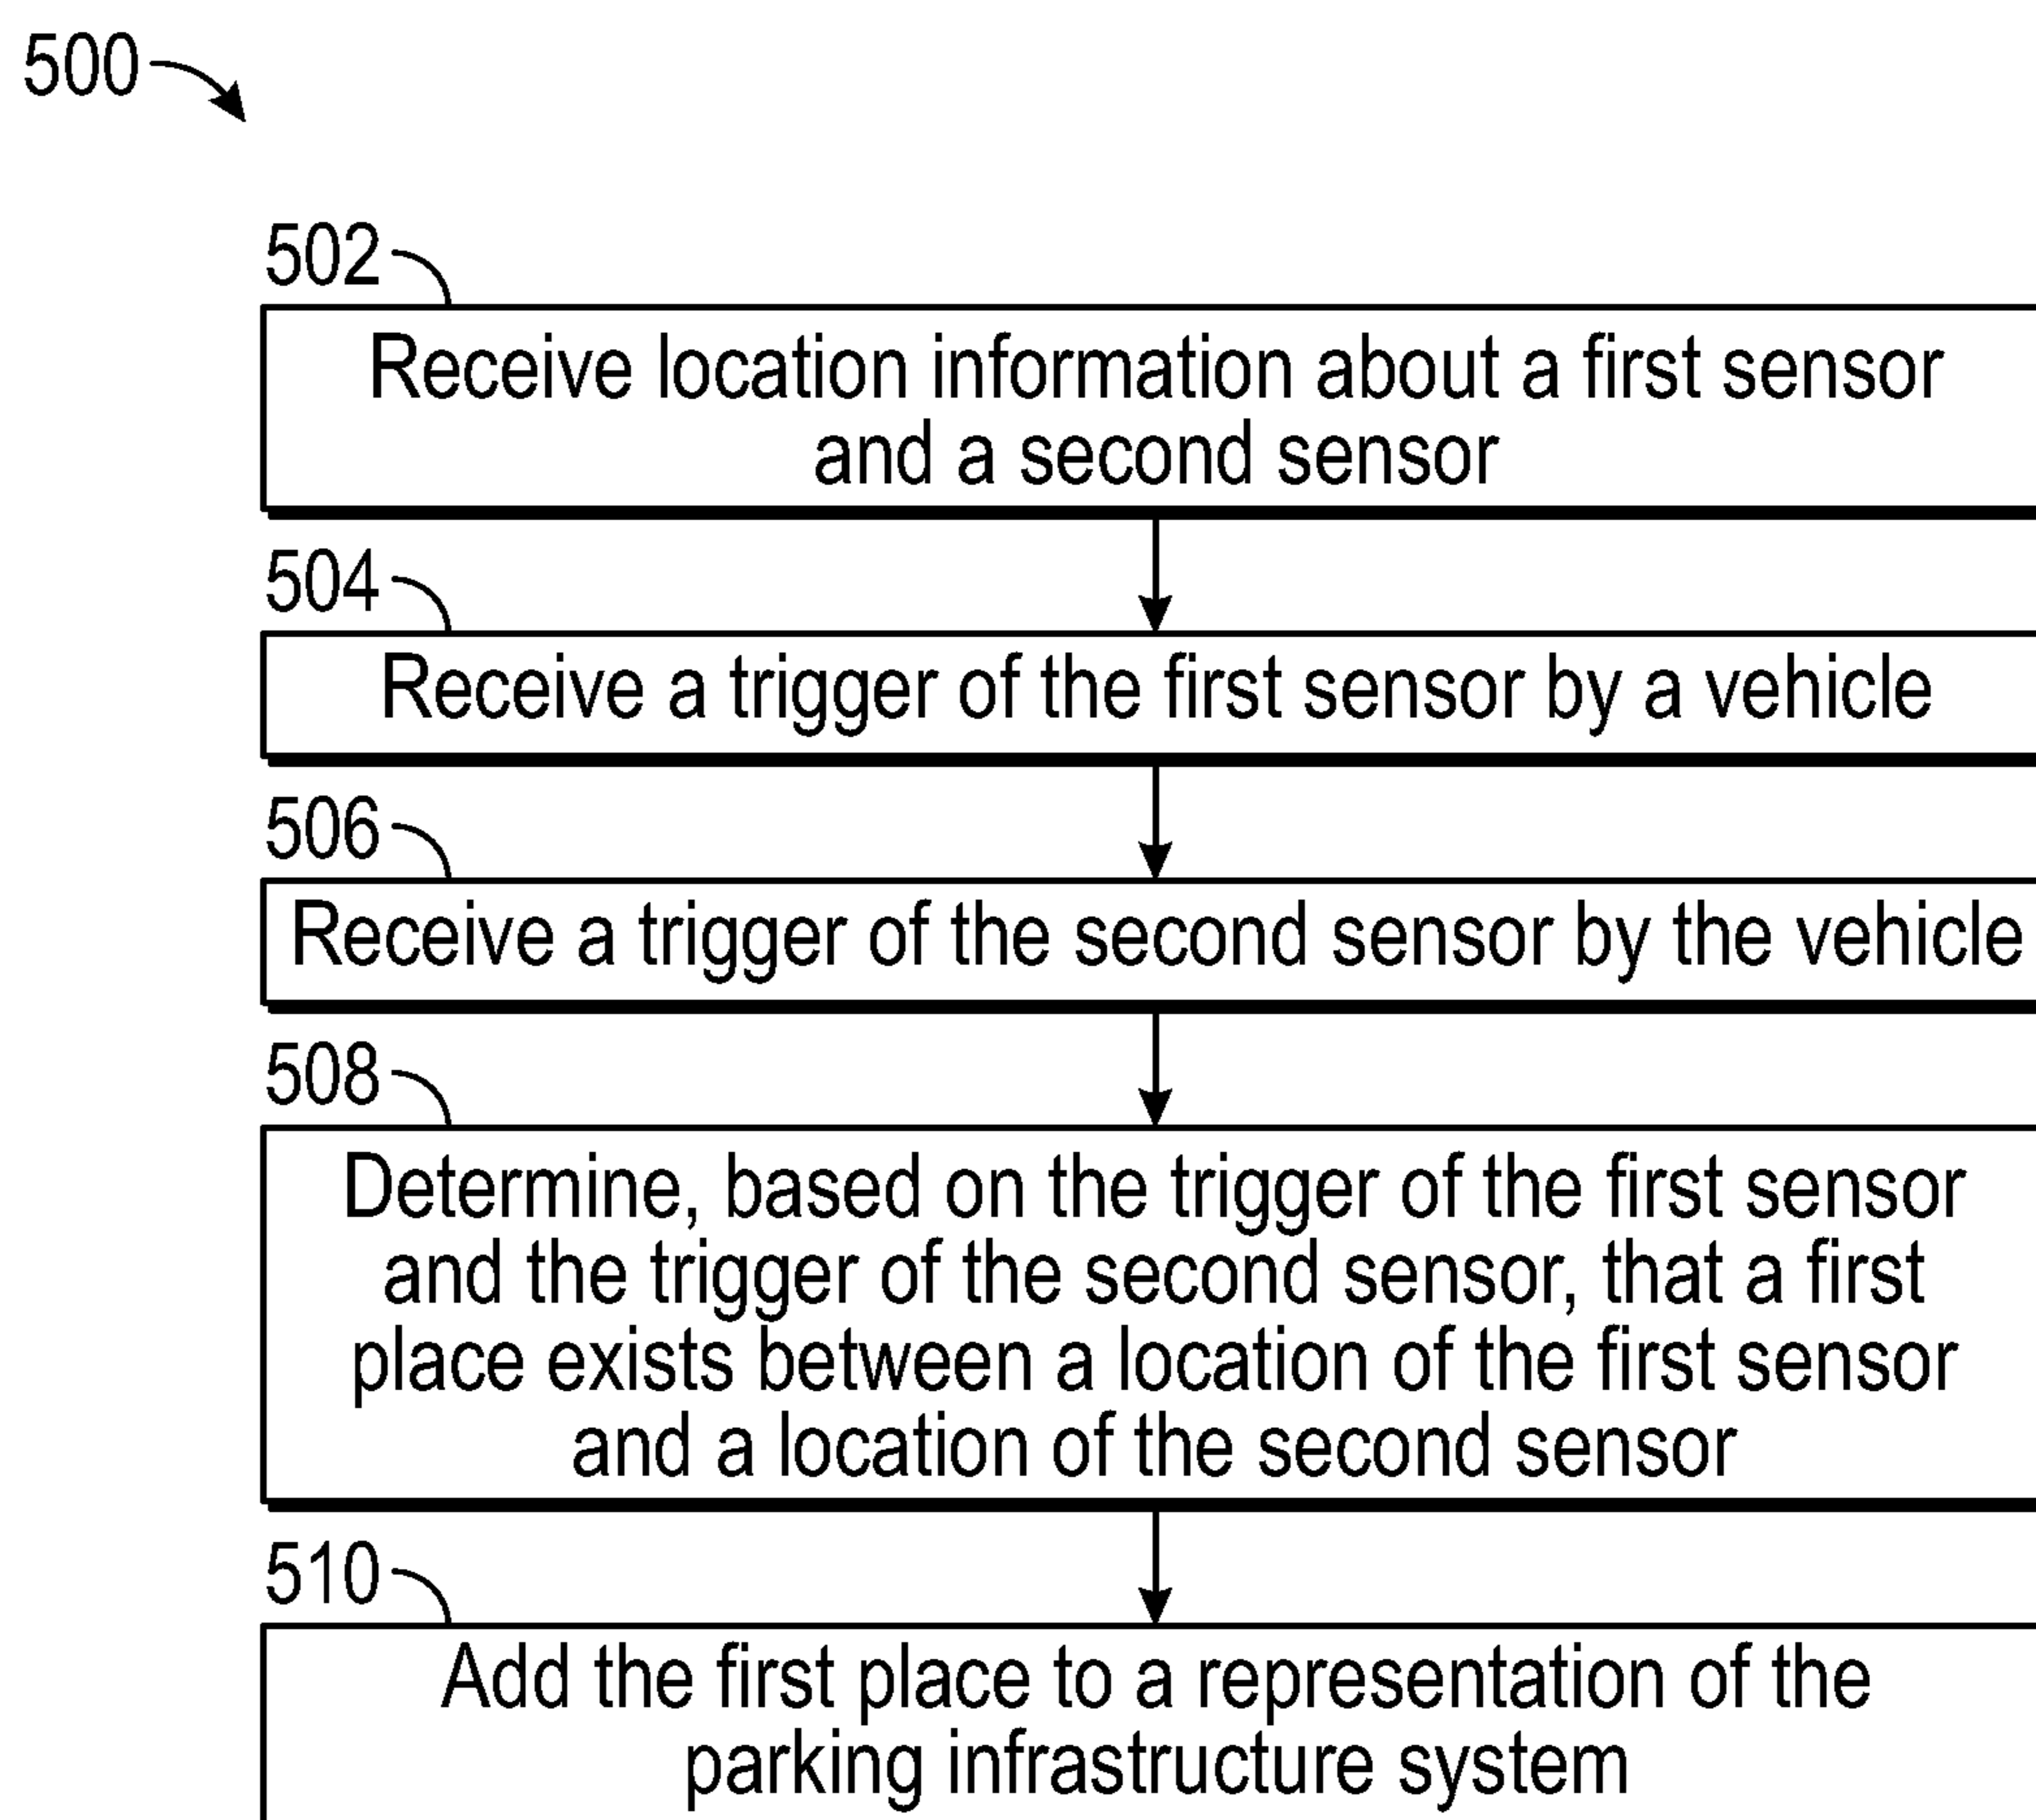 500
502
Receive location information about a first sensor
and a second sensor
504
Receive a trigger of the first sensor by a vehicle
506
Receive a trigger of the second sensor by the vehicle
508
Determine, based on the trigger of the first sensor
and the trigger of the second sensor, that a first
place exists between a location of the first sensor
and a location of the second sensor
510
Add the first place to a representation of the
parking infrastructure system